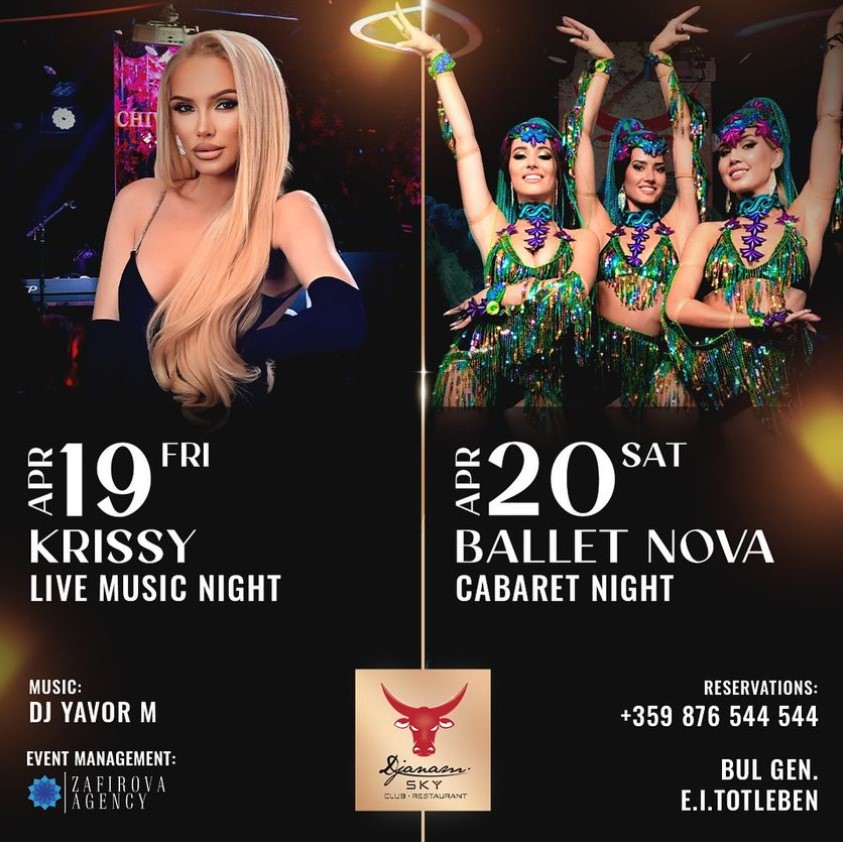 CHIV
APR 19 FRI
KRISSY
LIVE MUSIC NIGHT
APR 20 SAT
BALLET NOVA
CABARET NIGHT
MUSIC:
DJ YAVOR M
EVENT MANAGEMENT:
ZAFIROVA
AGENCY
Djanam
SKY
CLUB - RESTAURANT
RESERVATIONS:
+359 876 544 544
BUL GEN.
E.I.TOTLEBEN